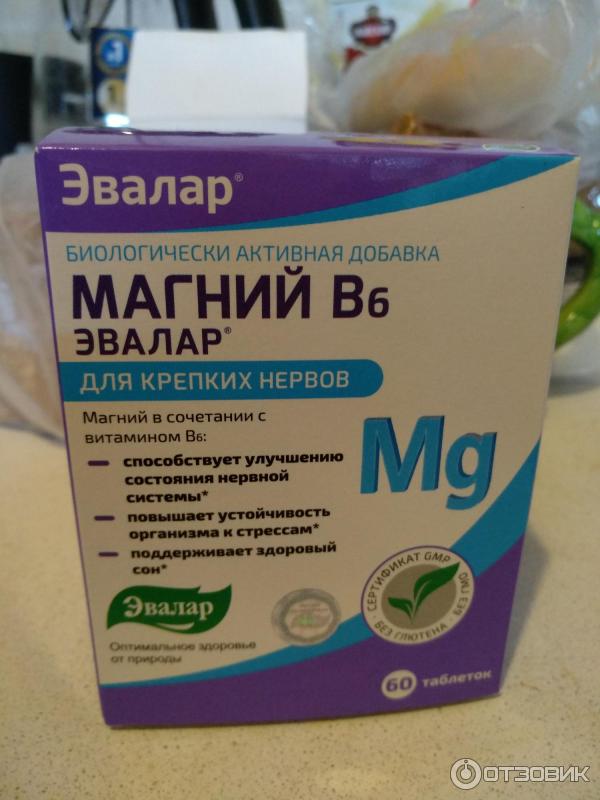 Эвалар®
БИОЛОГИЧЕСКИ АКТИВНАЯ ДОБАВКА
МАГНИЙ В6
ЭВАЛАР®
ДЛЯ КРЕПКИХ НЕРВОВ
Магний в сочетании с
витамином В6:
— способствует улучшению
состояния нервной
системы*
— повышает устойчивость
организма к стрессам*
— поддерживает здоровый
сон*
Mg
СЕРТИФИКАТ GMP
· БЕЗ ГЛЮТЕНА · БЕЗ ГМО
Эвалар
Оптимальное здоровье
от природы
60 таблеток
ОТЗОВИК